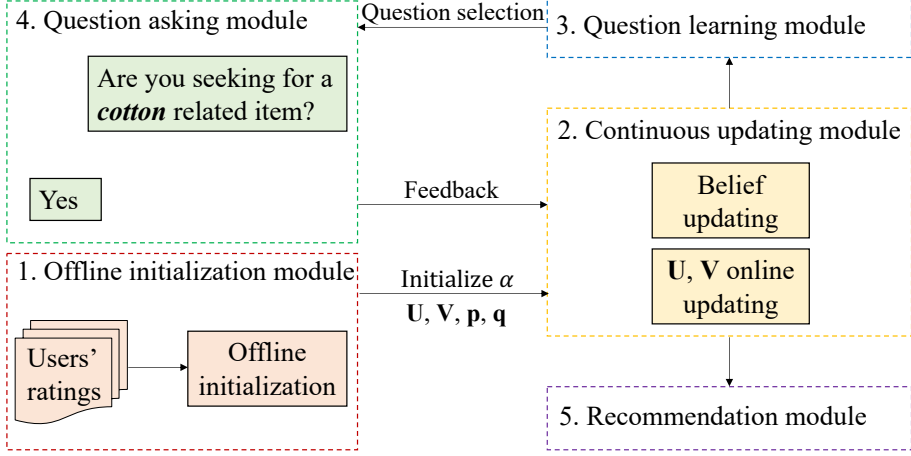 4. Question asking module
Are you seeking for a
cotton related item?
Yes
Question selection
3. Question learning module
2. Continuous updating module
Belief
updating
U, V online
updating
Feedback
1. Offline initialization module
Users'
ratings
Offline
initialization
Initialize α
U, V, p, q
5. Recommendation module